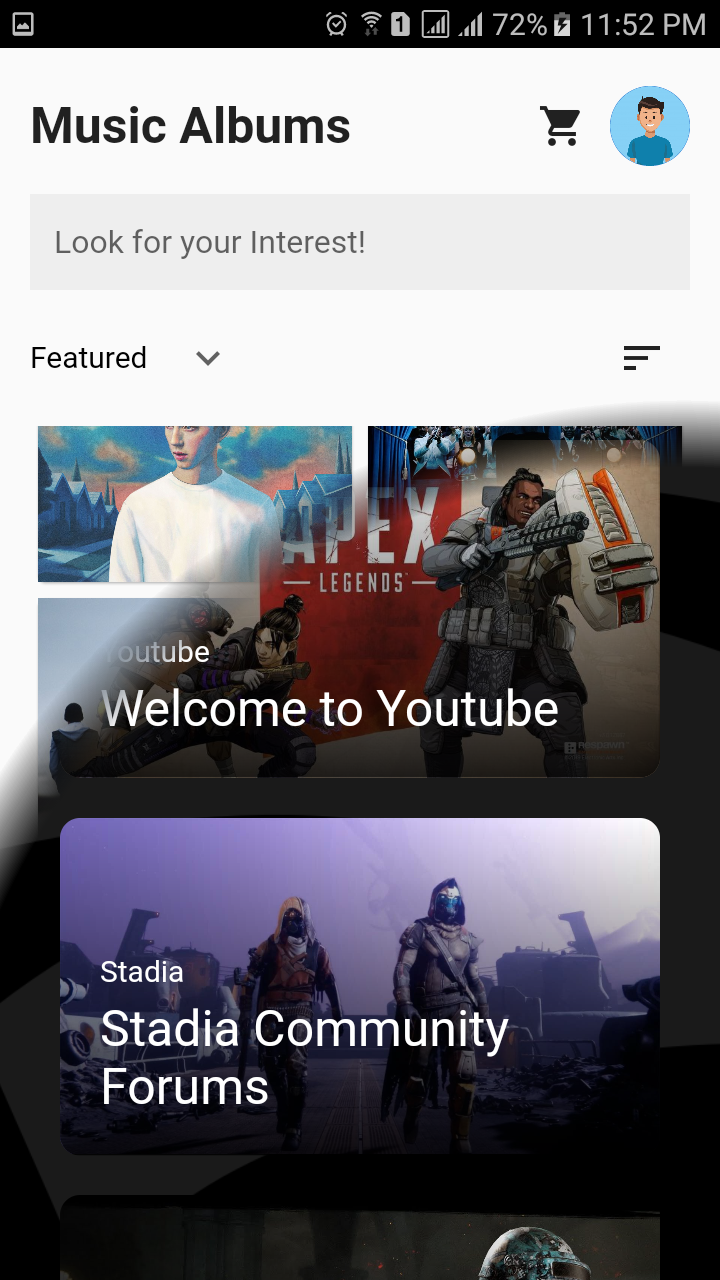 1 72% 11:52 PM
Music Albums
Look for your Interest!
Featured
APEX
LEGENDS
Youtube
Welcome to Youtube
Respawn
Stadia
Stadia Community
Forums